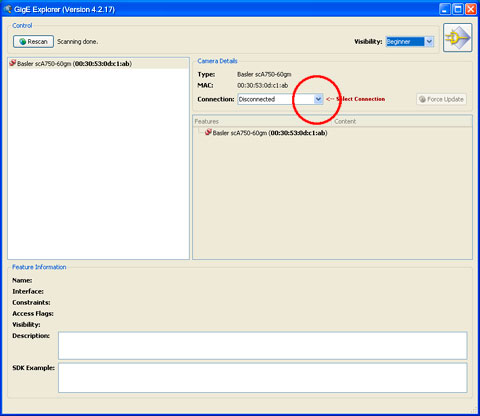 GigE Explorer (Version 4.2.17)
Control
Rescan Scanning done. Visibility: Beginner
Basler scA750-60gm (00:30:53:0d:c1:ab)
Camera Details
Type: Basler scA750-60gm
MAC: 00:30:53:0d:c1:ab
Connection: Disconnected <-- Select Connection Force Update
Features Content
Basler scA750-60gm (00:30:53:0d:c1:ab)
Feature Information
Name:
Interface:
Constraints:
Access Flags:
Visibility:
Description:
SDK Example: